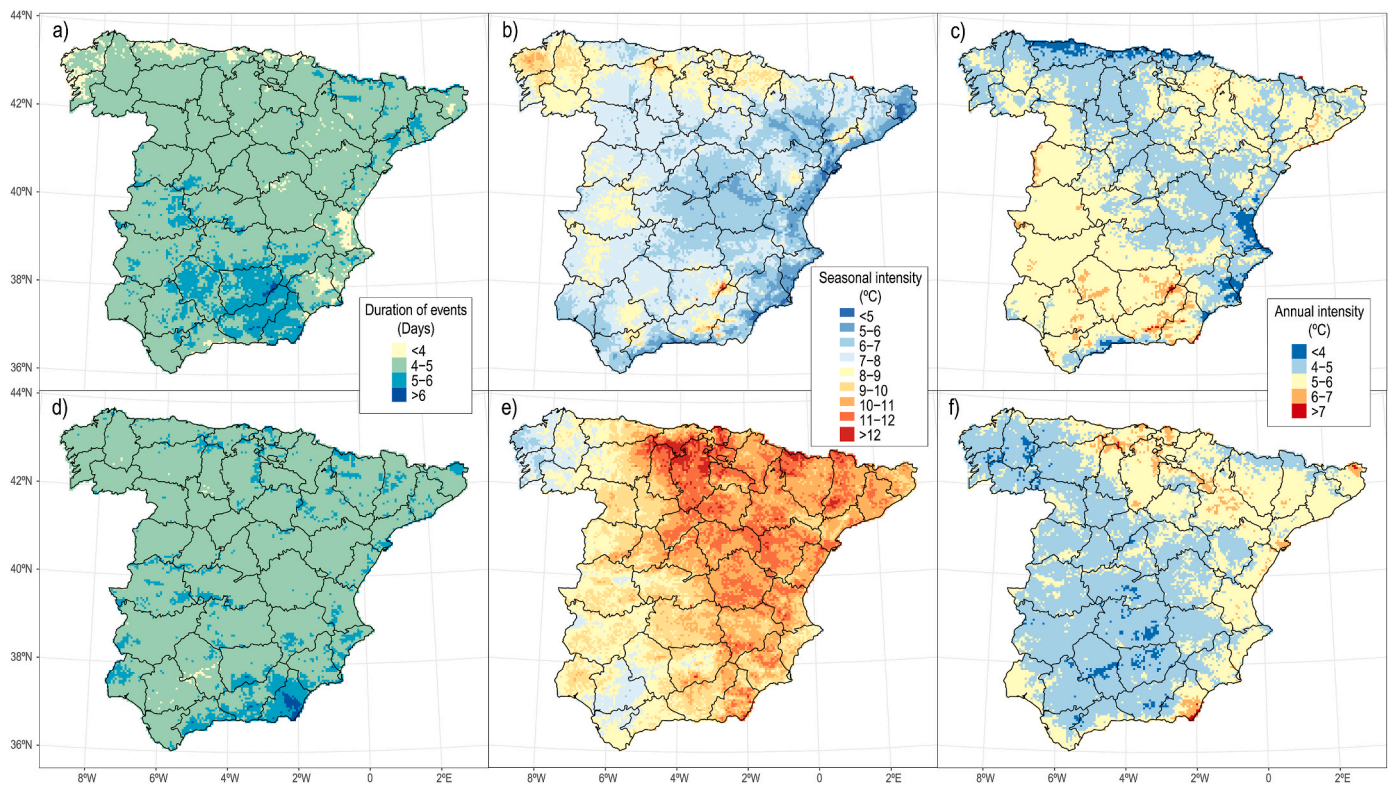 44ºN
42ºN
40ºN
38ºN
36ºN
a)
b)
c)
Duration of events
(Days)
<4
4−5
5−6
>6
Seasonal intensity
(ºC)
<5
5−6
6−7
7−8
8−9
9−10
10−11
11−12
>12
Annual intensity
(ºC)
<4
4−5
5−6
6−7
>7
44ºN
42ºN
40ºN
38ºN
36ºN
d)
e)
f)
8ºW 6ºW 4ºW 2ºW 0 2ºE 8ºW 6ºW 4ºW 2ºW 0 2ºE 8ºW 6ºW 4ºW 2ºW 0 2ºE